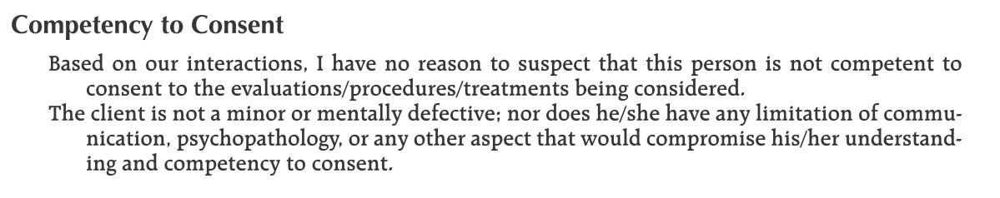 Competency to Consent
Based on our interactions, I have no reason to suspect that this person is not competent to
consent to the evaluations/procedures/treatments being considered.
The client is not a minor or mentally defective; nor does he/she have any limitation of commu-
nication, psychopathology, or any other aspect that would compromise his/her understand-
ing and competency to consent.